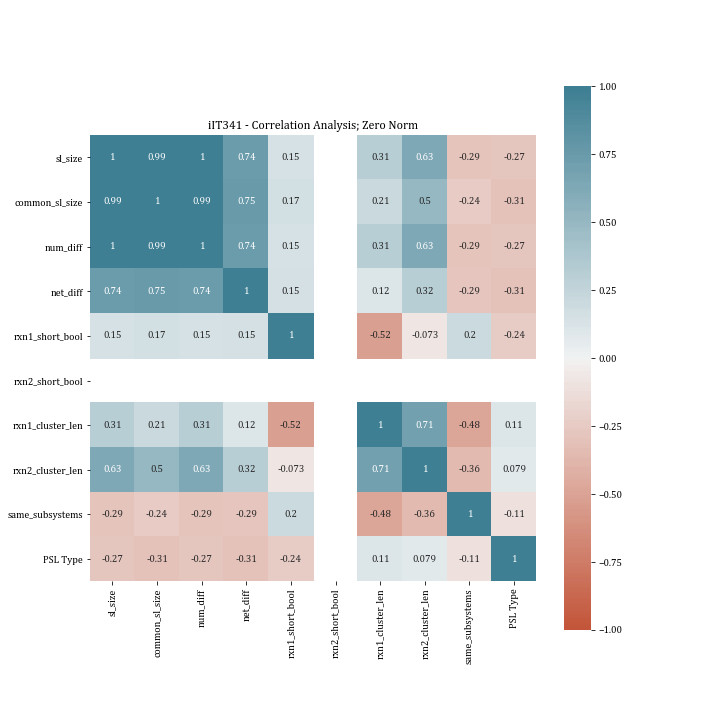 iIT341 - Correlation Analysis; Zero Norm
sl_size 1 0.99 1 0.74 0.15 0.31 0.63 -0.29 -0.27
common_sl_size 0.99 1 0.99 0.75 0.17 0.21 0.5 -0.24 -0.31
num_diff 1 0.99 1 0.74 0.15 0.31 0.63 -0.29 -0.27
net_diff 0.74 0.75 0.74 1 0.15 0.12 0.32 -0.29 -0.31
rxn1_short_bool 0.15 0.17 0.15 0.15 1 -0.52 -0.073 0.2 -0.24
rxn2_short_bool
rxn1_cluster_len 0.31 0.21 0.31 0.12 -0.52 1 0.71 -0.48 0.11
rxn2_cluster_len 0.63 0.5 0.63 0.32 -0.073 0.71 1 -0.36 0.079
same_subsystems -0.29 -0.24 -0.29 -0.29 0.2 -0.48 -0.36 1 -0.11
PSL Type -0.27 -0.31 -0.27 -0.31 -0.24 0.11 0.079 -0.11 1
sl_size
common_sl_size
num_diff
net_diff
rxn1_short_bool
rxn2_short_bool
rxn1_cluster_len
rxn2_cluster_len
same_subsystems
PSL Type
1.00
0.75
0.50
0.25
0.00
−0.25
−0.50
−0.75
−1.00